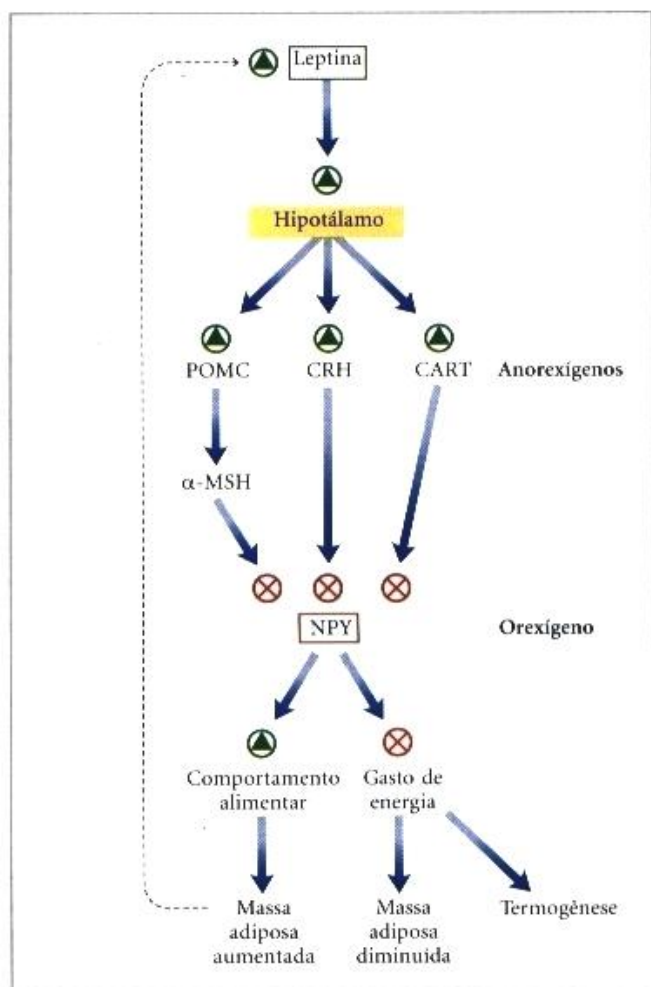 Leptina
Hipotálamo
POMC CRH CART Anorexígenos
α-MSH
NPY Orexígeno
Comportamento
alimentar
Gasto de
energia
Massa
adiposa
aumentada
Massa
adiposa
diminuída
Termogênese